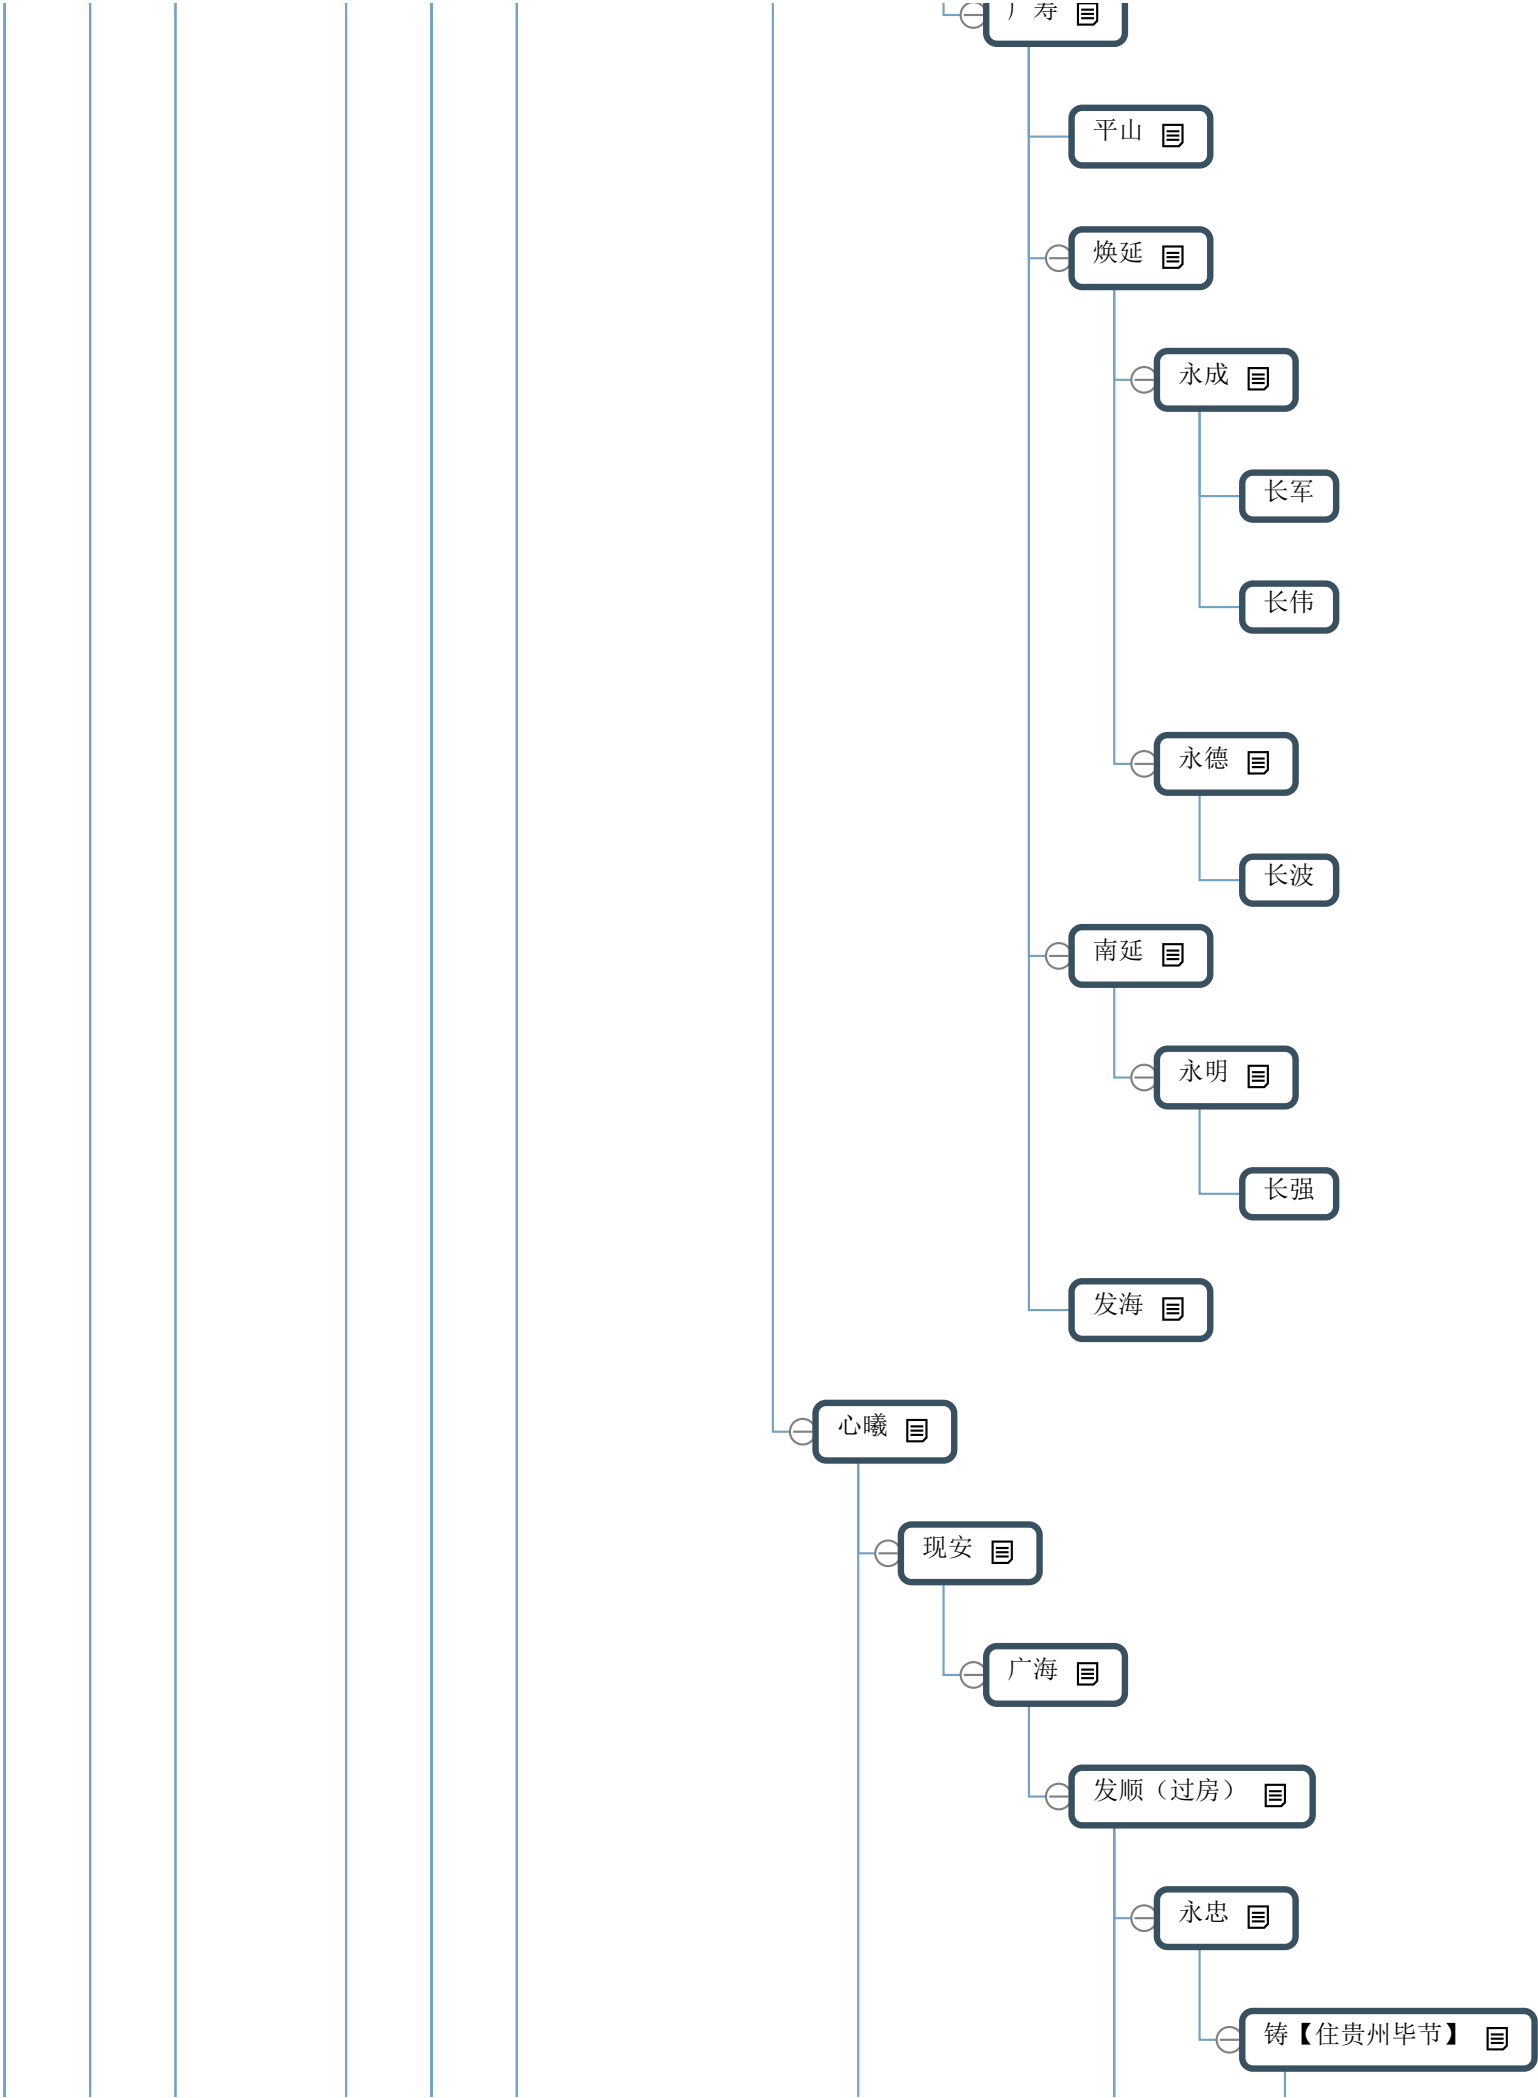 广寿
平山
焕延
永成
长军
长伟
永德
长波
南延
永明
长强
发海
心曦
现安
广海
发顺（过房）
永忠
铸【住贵州毕节】